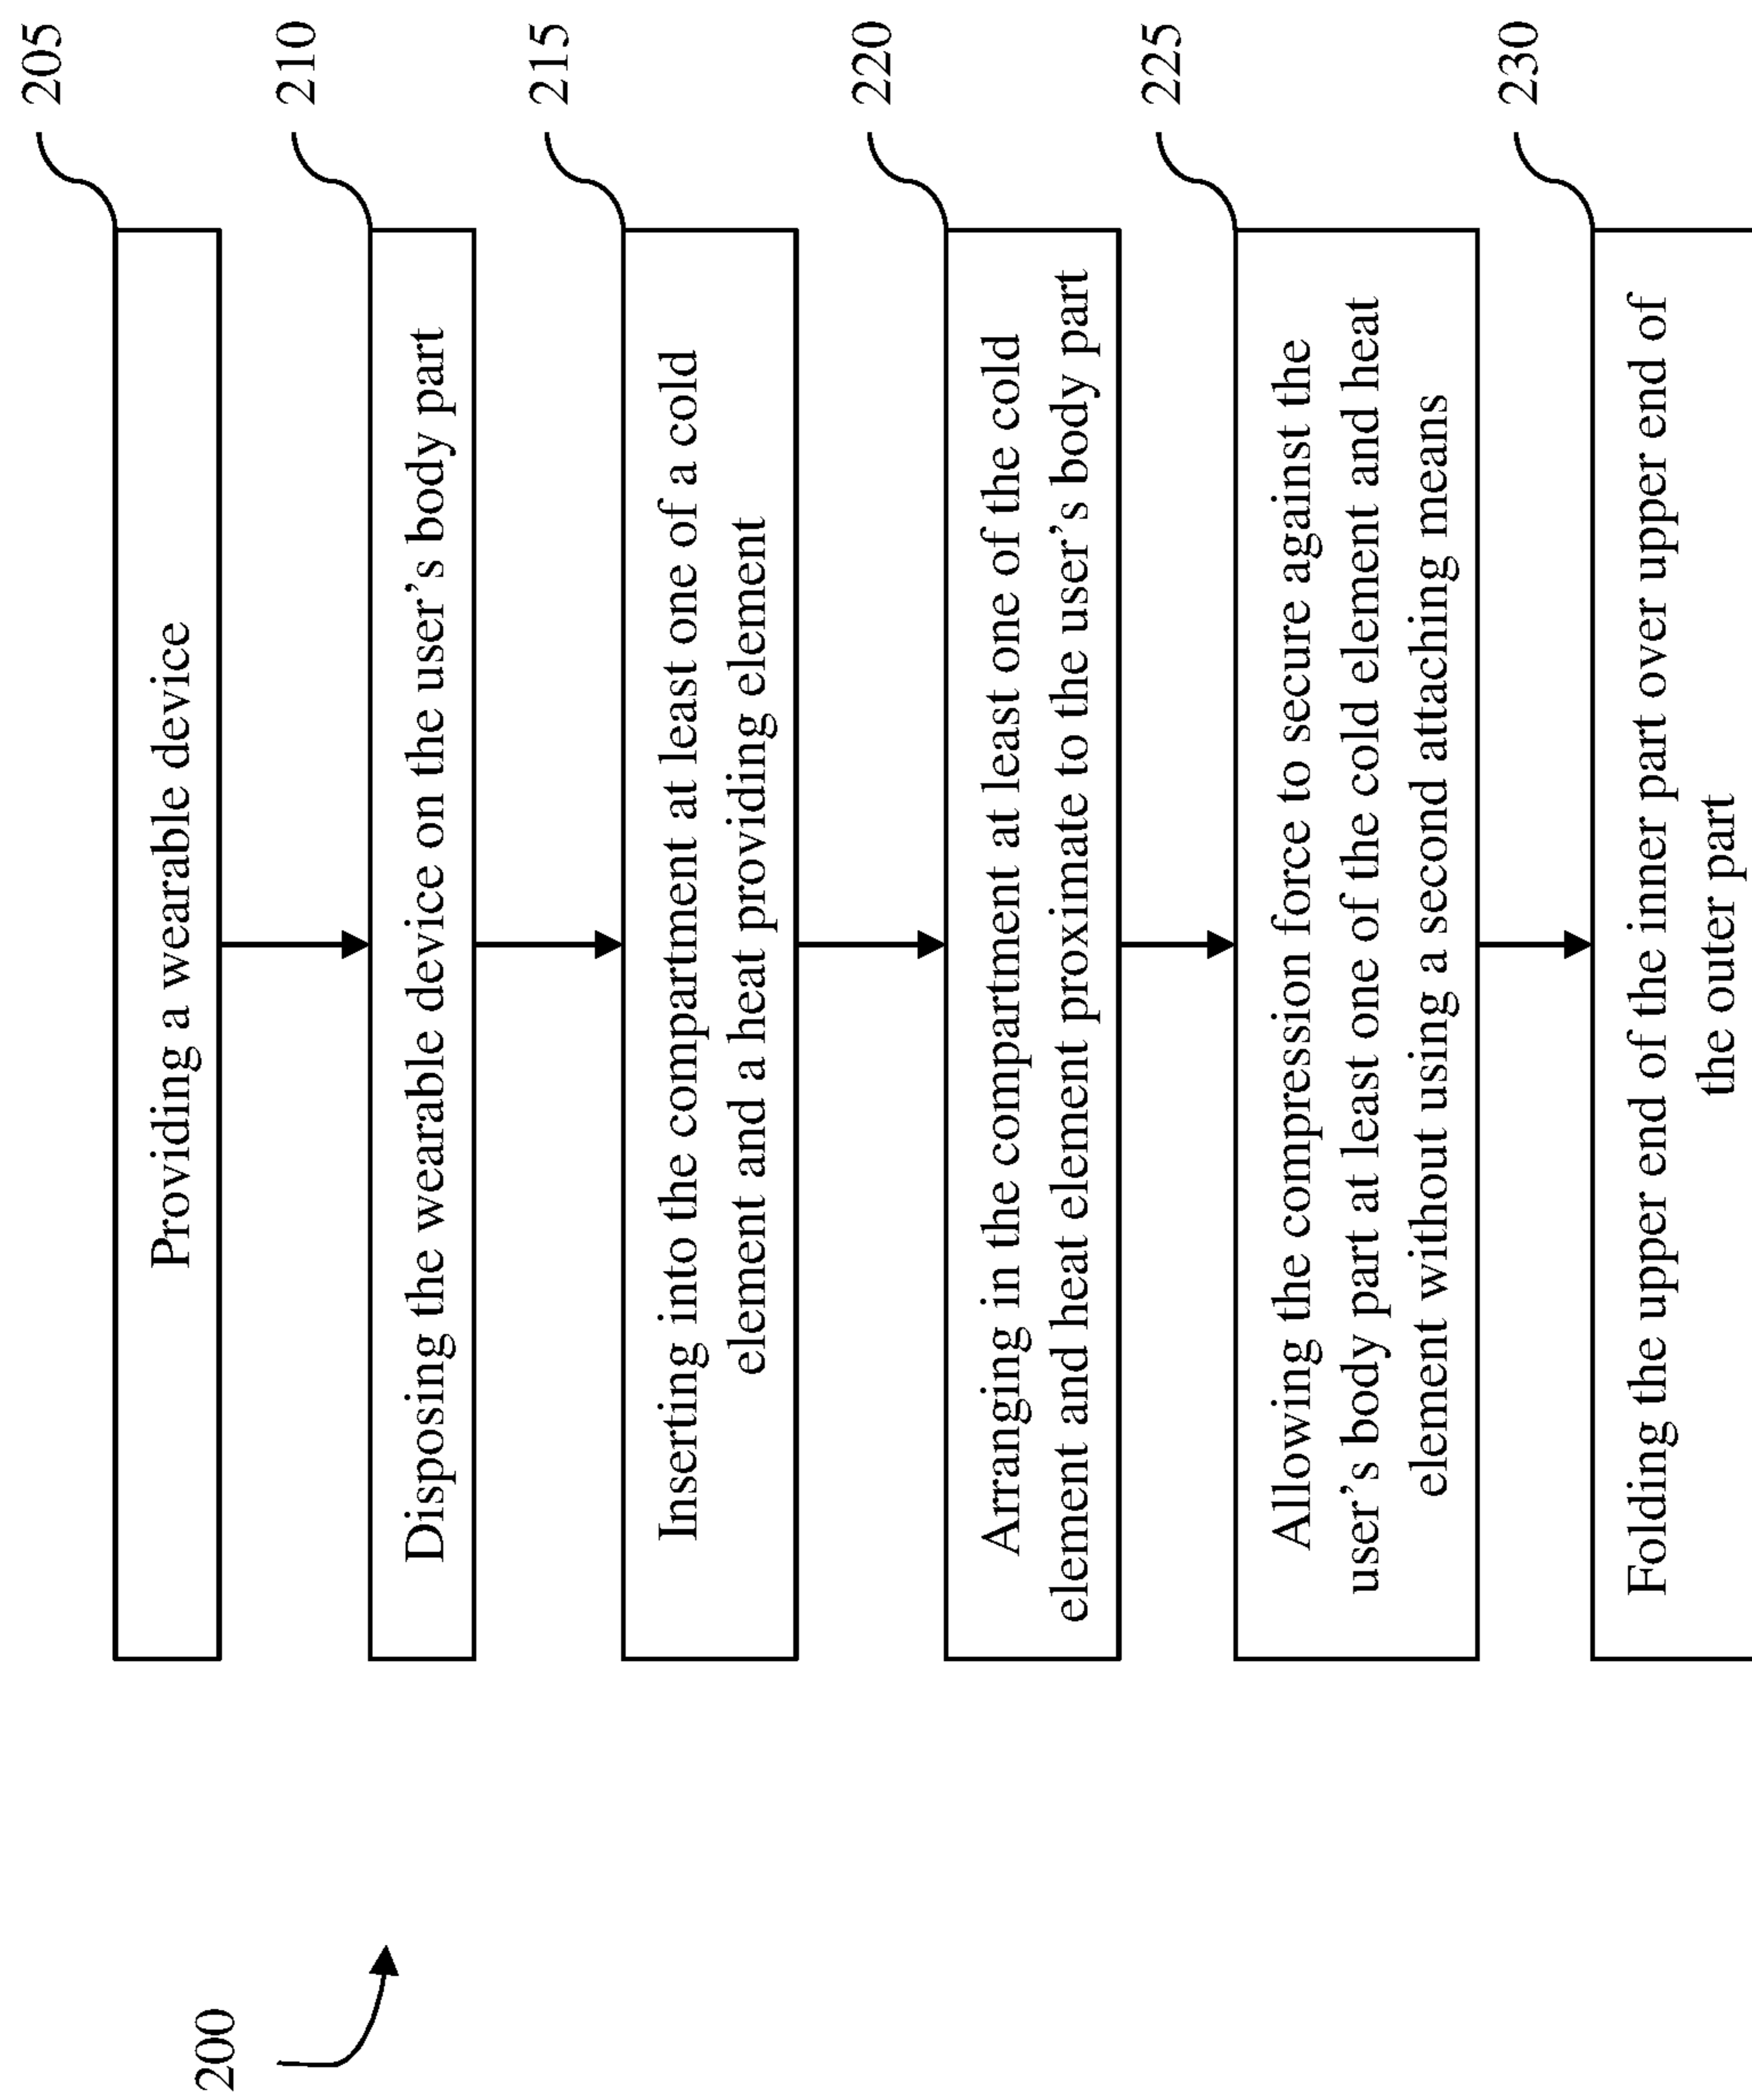 200
205
Providing a wearable device
210
Disposing the wearable device on the user's body part
215
Inserting into the compartment at least one of a cold
element and a heat providing element
220
Arranging in the compartment at least one of the cold
element and heat element proximate to the user's body part
225
Allowing the compression force to secure against the
user's body part at least one of the cold element and heat
element without using a second attaching means
230
Folding the upper end of the inner part over upper end of
the outer part